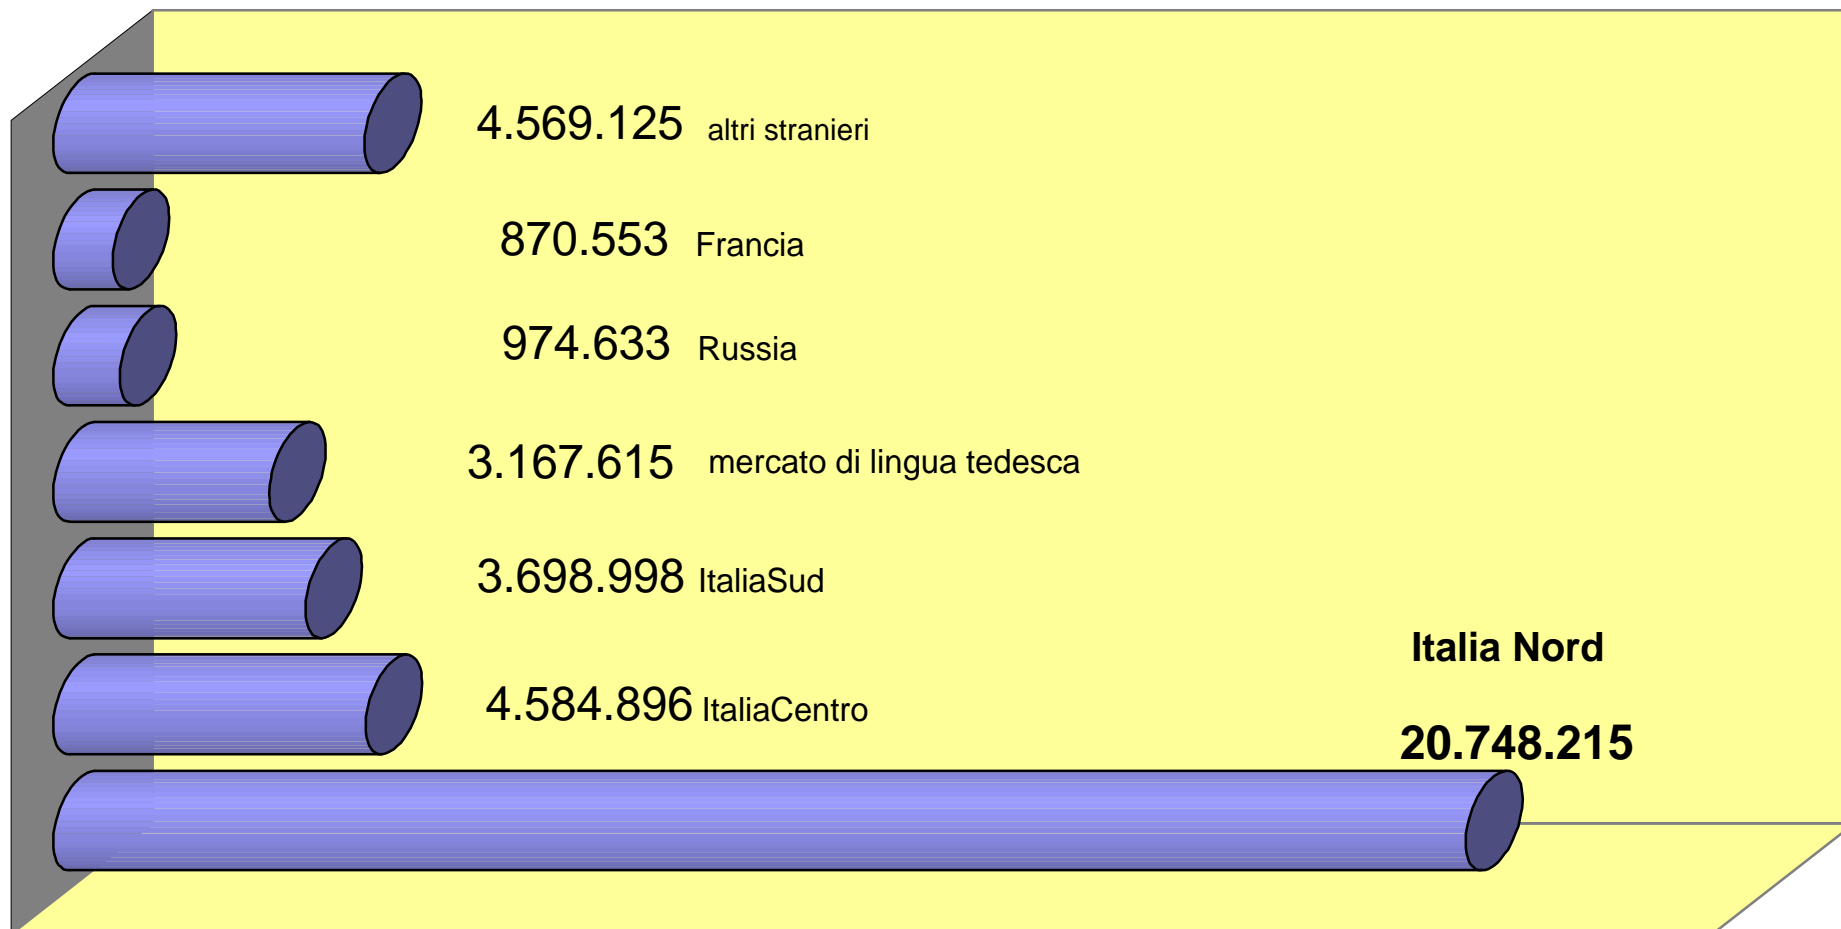 4.569.125 altri stranieri
870.553 Francia
974.633 Russia
3.167.615 mercato di lingua tedesca
3.698.998 ItaliaSud
4.584.896 ItaliaCentro
Italia Nord
20.748.215